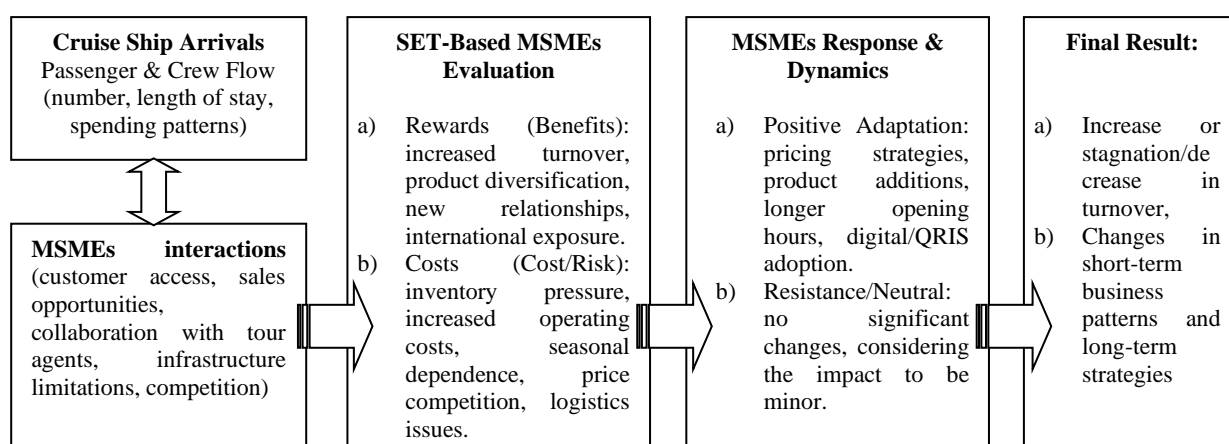 Cruise Ship Arrivals
Passenger & Crew Flow
(number, length of stay,
spending patterns)
MSMEs interactions
(customer access, sales
opportunities,
collaboration with tour
agents, infrastructure
limitations, competition)
SET-Based MSMEs
Evaluation
a) Rewards (Benefits):
increased turnover,
product diversification,
new relationships,
international exposure.
b) Costs (Cost/Risk):
inventory pressure,
increased operating
costs, seasonal
dependence, price
competition, logistics
issues.
MSMEs Response &
Dynamics
a) Positive Adaptation:
pricing strategies,
product additions,
longer opening
hours, digital/QRIS
adoption.
b) Resistance/Neutral:
no significant
changes, considering
the impact to be
minor.
Final Result:
a) Increase or
stagnation/de
crease in
turnover,
b) Changes in
short-term
business
patterns and
long-term
strategies